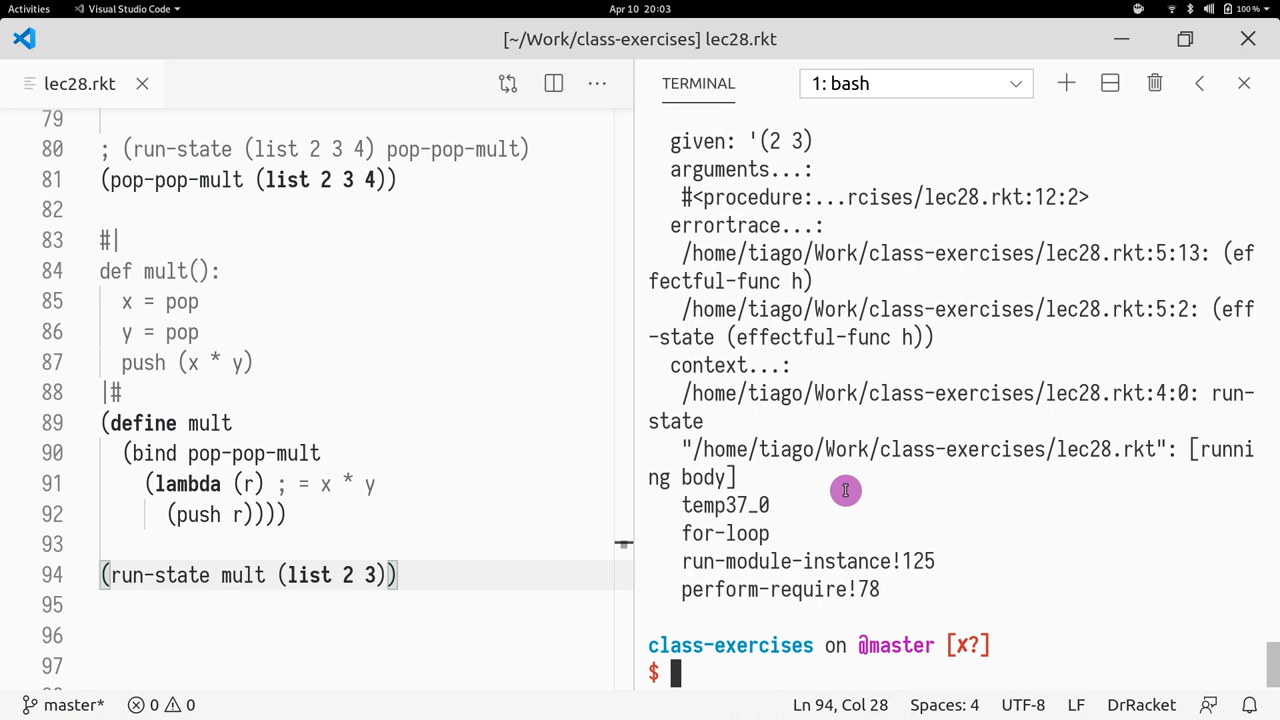 Activities
Visual Studio Code
Apr 10 20:03
100 %
[~/Work/class-exercises] lec28.rkt
lec28.rkt
TERMINAL
1: bash
79
80 ; (run-state (list 2 3 4) pop-pop-mult)
81 (pop-pop-mult (list 2 3 4))
82
83 #|
84 def mult():
85 x = pop
86 y = pop
87 push (x * y)
88 |#
89 (define mult
90 (bind pop-pop-mult
91 (lambda (r) ; = x * y
92 (push r))))
93
94 (run-state mult (list 2 3))
95
96
97
given: '(2 3)
arguments...:
#<procedure:...rcises/lec28.rkt:12:2>
errortrace...:
/home/tiago/Work/class-exercises/lec28.rkt:5:13: (ef
fectful-func h)
/home/tiago/Work/class-exercises/lec28.rkt:5:2: (eff
-state (effectful-func h))
context...:
/home/tiago/Work/class-exercises/lec28.rkt:4:0: run-
state
"/home/tiago/Work/class-exercises/lec28.rkt": [runni
ng body]
temp37_0
for-loop
run-module-instance!125
perform-require!78
class-exercises on @master [x?]
$
master*
0
0
Ln 94, Col 28
Spaces: 4
UTF-8
LF
DrRacket